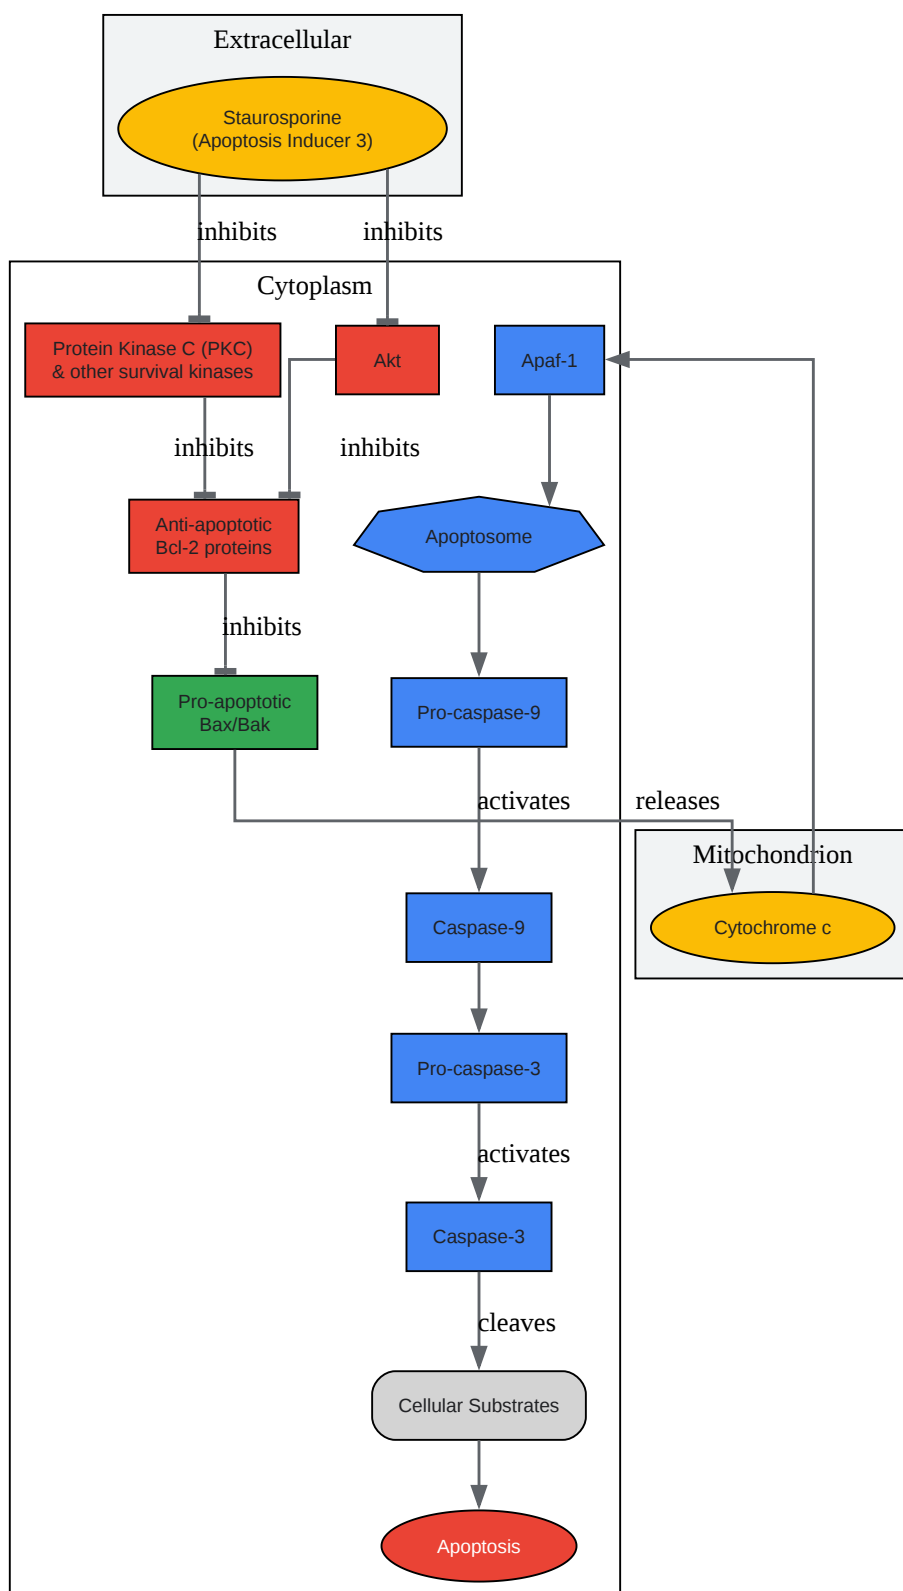 Extracellular
Staurosporine
(Apoptosis Inducer 3)
inhibits
inhibits
Cytoplasm
Protein Kinase C (PKC)
& other survival kinases
Akt
Apaf-1
inhibits
inhibits
Anti-apoptotic
Bcl-2 proteins
Apoptosome
inhibits
Pro-apoptotic
Bax/Bak
Pro-caspase-9
activates
releases
Mitochondrion
Caspase-9
Cytochrome c
Pro-caspase-3
activates
Caspase-3
cleaves
Cellular Substrates
Apoptosis